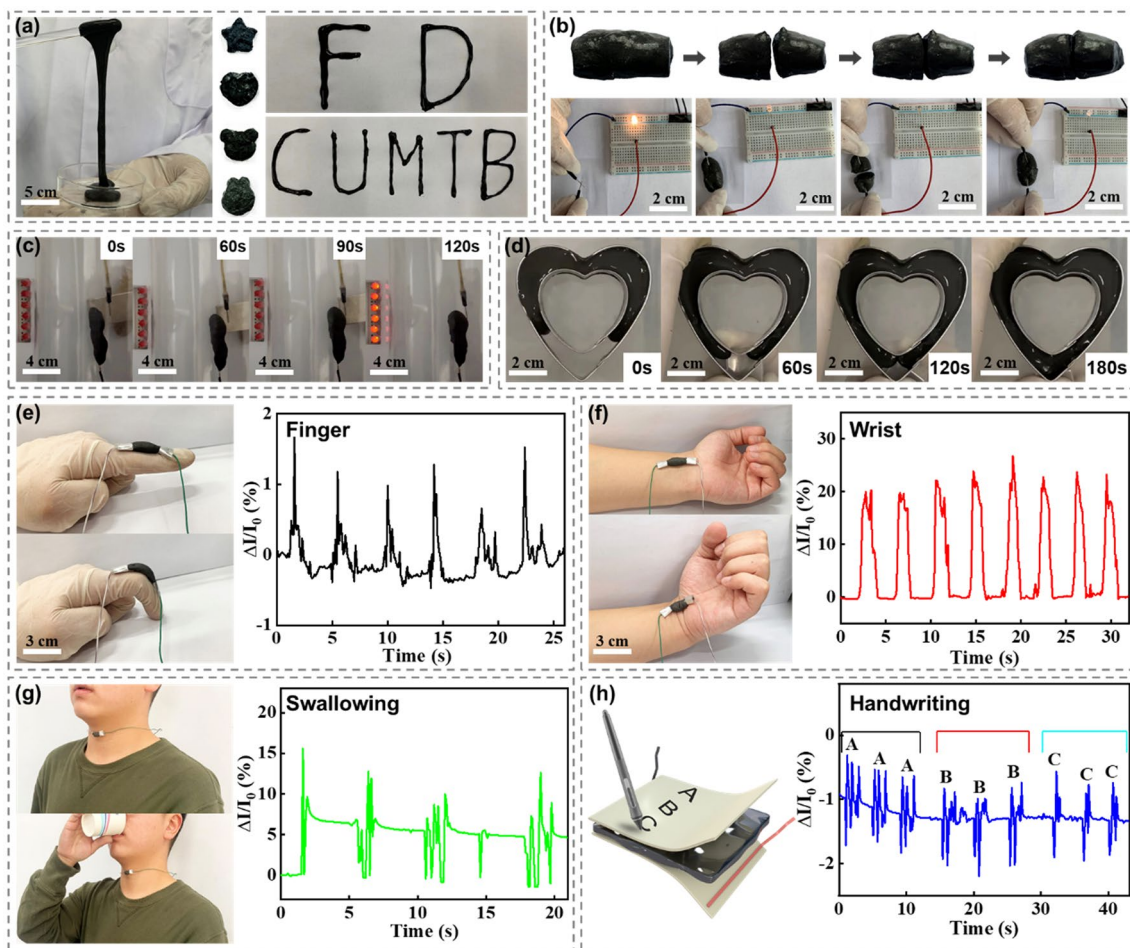 (a)
5 cm
F D
CUMTB
(b)
2 cm
2 cm
2 cm
2 cm
(c)
0s
60s
90s
120s
4 cm
4 cm
4 cm
4 cm
(d)
2 cm
0s
2 cm
60s
2 cm
120s
2 cm
180s
(e)
3 cm
Finger
ΔI/I₀ (%)
2
1
0
-1
0 5 10 15 20 25
Time (s)
(f)
3 cm
Wrist
ΔI/I₀ (%)
30
20
10
0
0 5 10 15 20 25 30
Time (s)
(g)
Swallowing
ΔI/I₀ (%)
20
15
10
5
0
0 5 10 15 20
Time (s)
(h)
A
B
C
Handwriting
ΔI/I₀ (%)
0
-1
-2
A A A B B B C C C
0 10 20 30 40
Time (s)